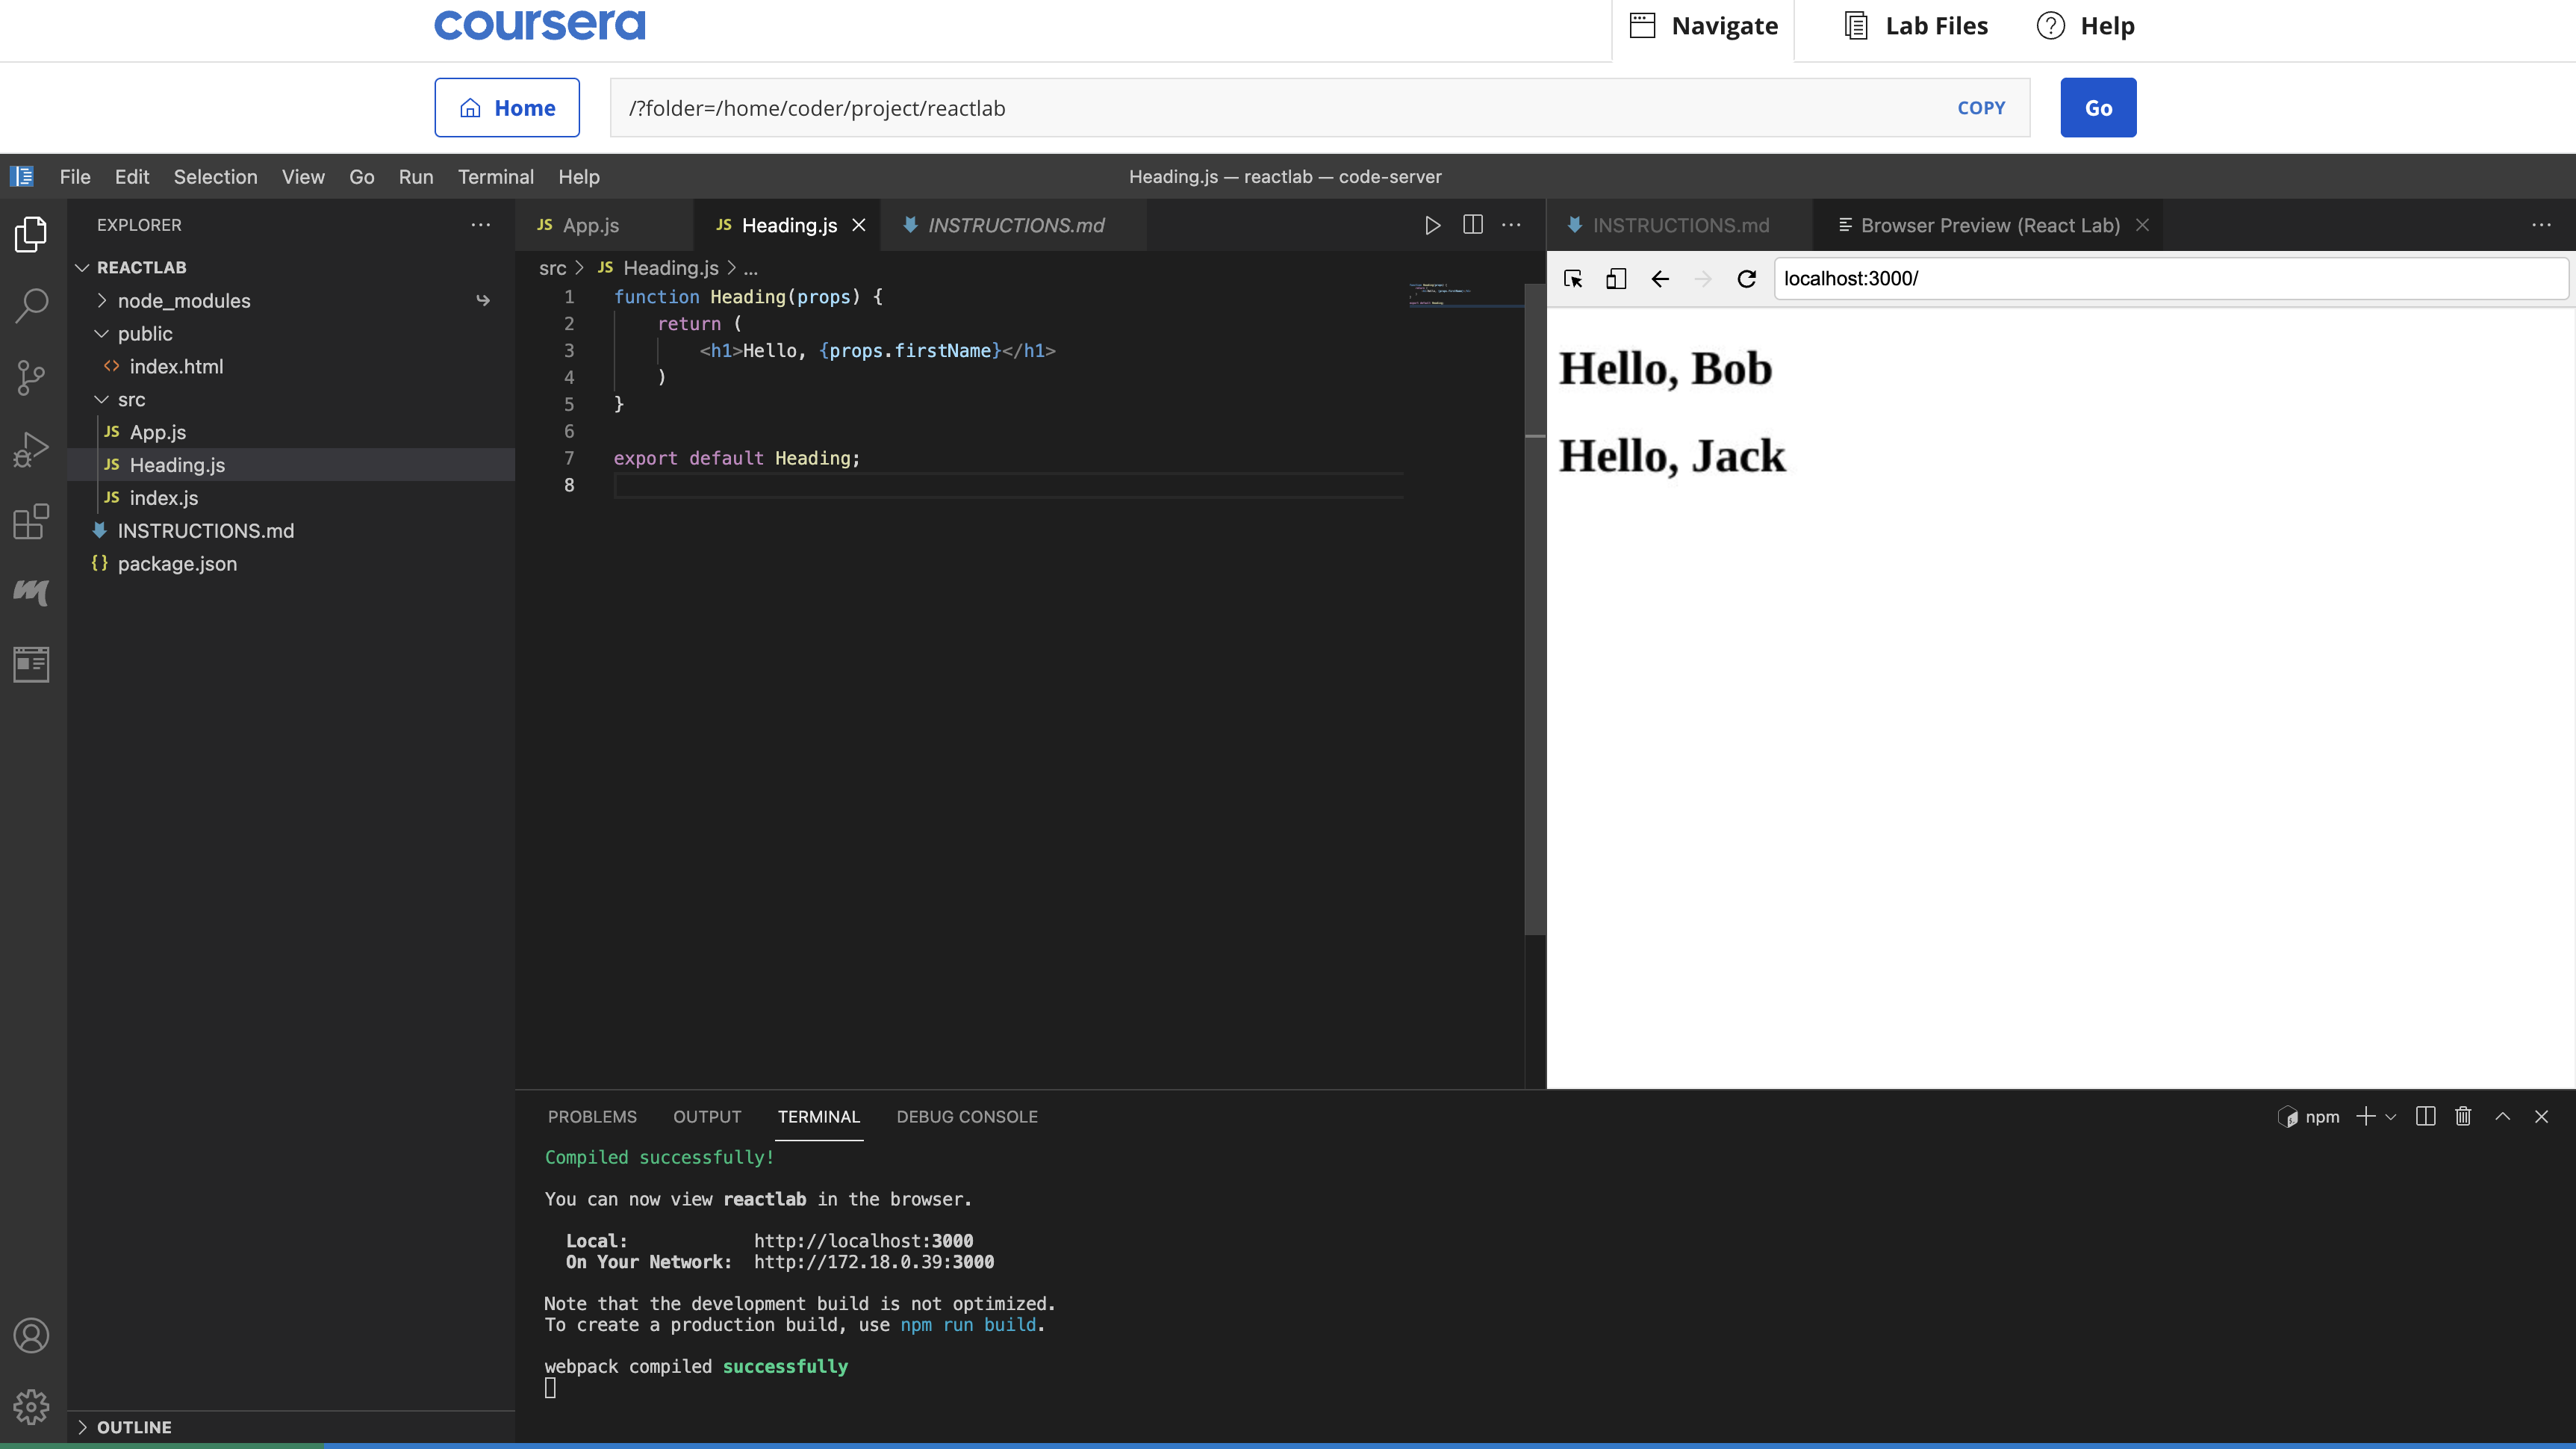 coursera
Navigate
Lab Files
Help
Home
/?folder=/home/coder/project/reactlab
COPY
Go
File Edit Selection View Go Run Terminal Help
Heading.js — reactlab — code-server
EXPLORER
REACTLAB
node_modules
public
<> index.html
src
JS App.js
JS Heading.js
JS index.js
INSTRUCTIONS.md
{} package.json
OUTLINE
JS App.js
JS Heading.js
INSTRUCTIONS.md
src > JS Heading.js > ...
1 function Heading(props) {
2 return (
3 <h1>Hello, {props.firstName}</h1>
4 )
5 }
6
7 export default Heading;
8
INSTRUCTIONS.md
Browser Preview (React Lab)
localhost:3000/
Hello, Bob
Hello, Jack
PROBLEMS OUTPUT TERMINAL DEBUG CONSOLE
npm
Compiled successfully!
You can now view reactlab in the browser.
Local: http://localhost:3000
On Your Network: http://172.18.0.39:3000
Note that the development build is not optimized.
To create a production build, use npm run build.
webpack compiled successfully